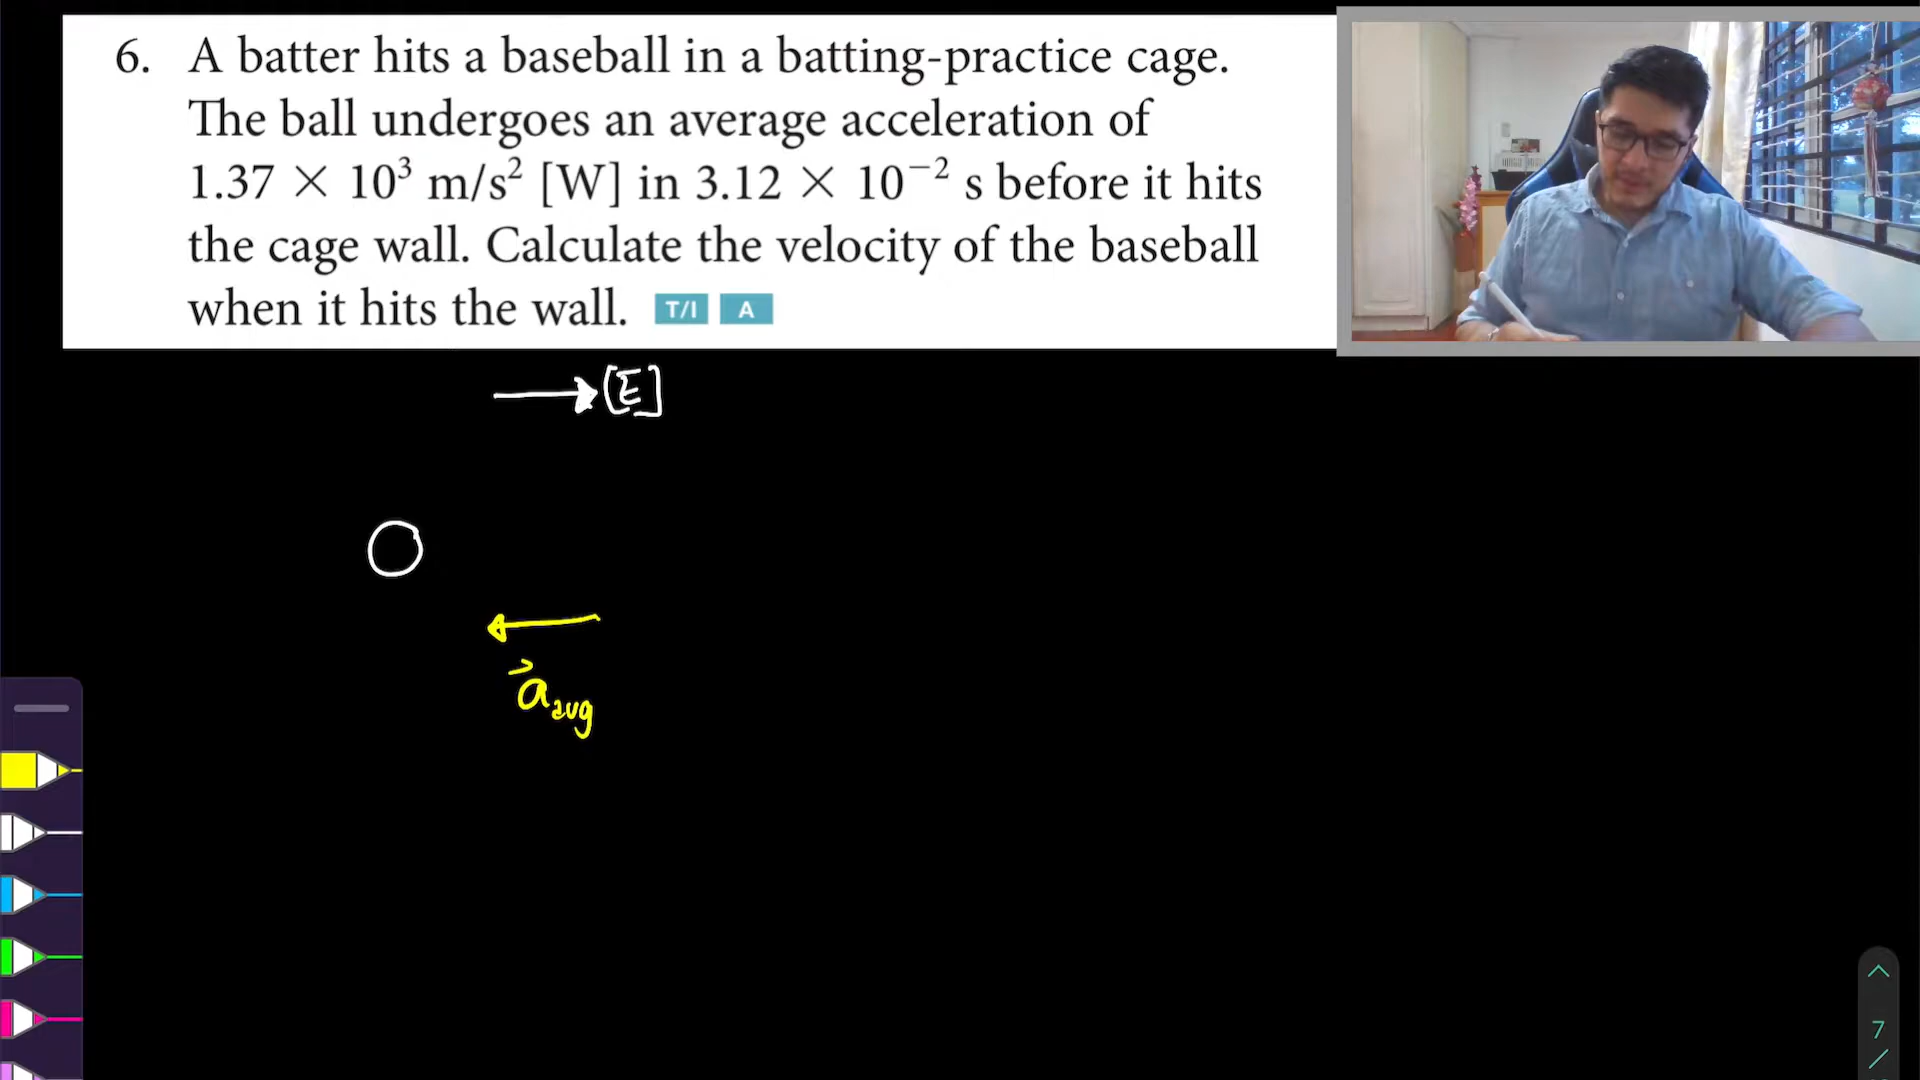 6. A batter hits a baseball in a batting-practice cage.
The ball undergoes an average acceleration of
1.37 × 10³ m/s² [W] in 3.12 × 10⁻² s before it hits
the cage wall. Calculate the velocity of the baseball
when it hits the wall. T/I A
[E]
a⃗avg
7
/